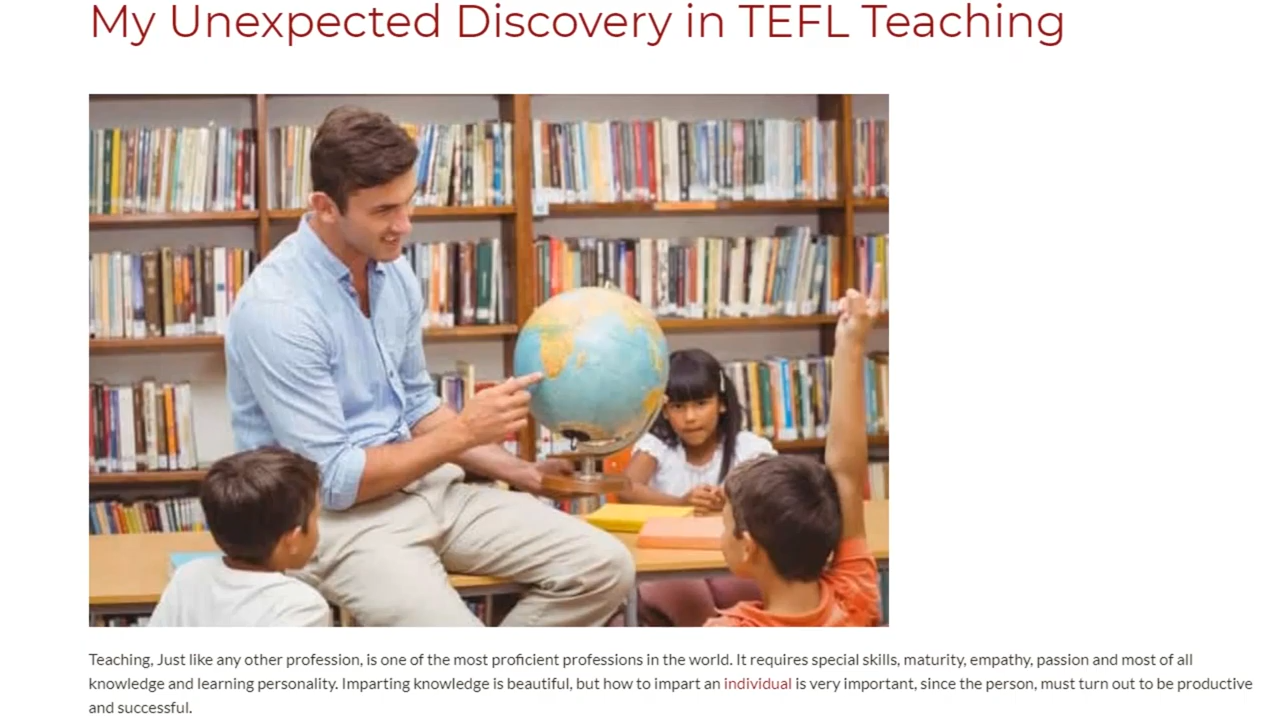 My Unexpected Discovery in TEFL Teaching
Teaching, Just like any other profession, is one of the most proficient professions in the world. It requires special skills, maturity, empathy, passion and most of all
knowledge and learning personality. Imparting knowledge is beautiful, but how to impart an individual is very important, since the person, must turn out to be productive
and successful.